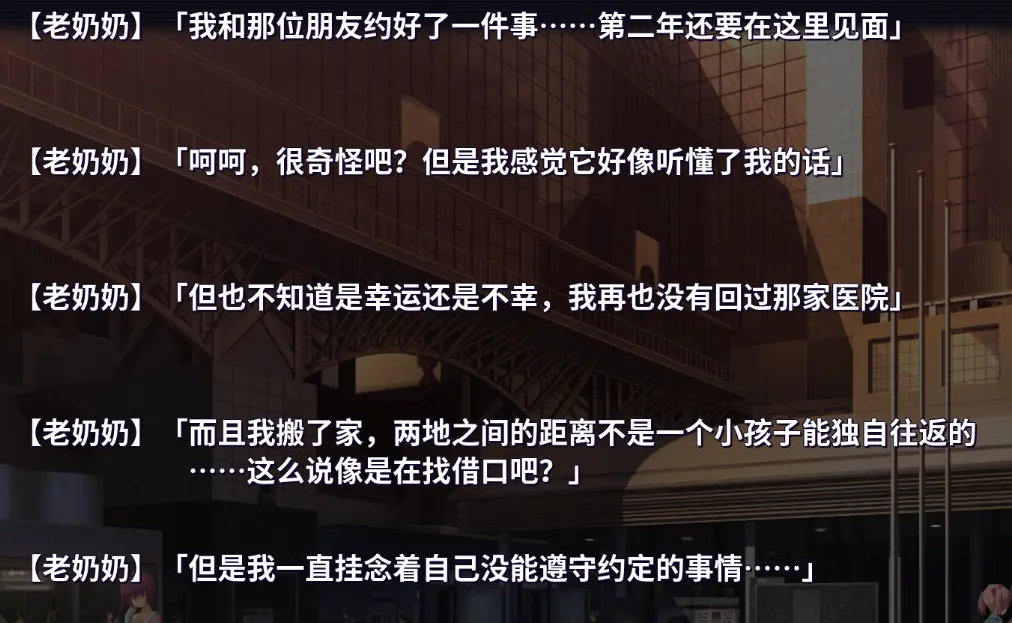 【老奶奶】「我和那位朋友约好了一件事……第二年还要在这里见面」
【老奶奶】「呵呵，很奇怪吧？但是我感觉它好像听懂了我的话」
【老奶奶】「但也不知道是幸运还是不幸，我再也没有回过那家医院」
【老奶奶】「而且我搬了家，两地之间的距离不是一个小孩子能独自往返的
……这么说像是在找借口吧？」
【老奶奶】「但是我一直挂念着自己没能遵守约定的事情……」